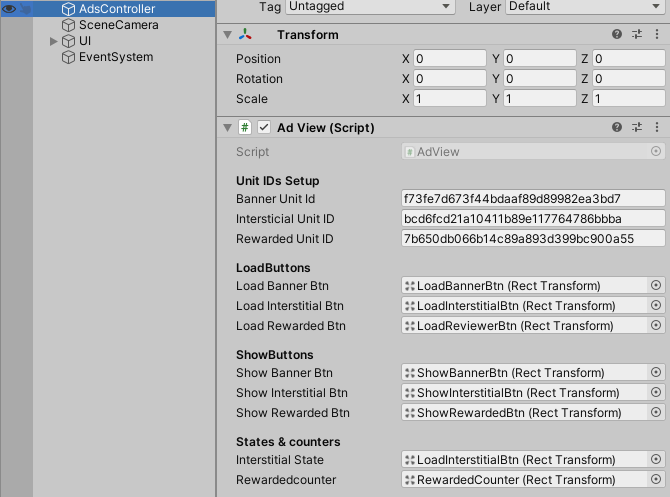 AdsController
SceneCamera
UI
EventSystem
Tag Untagged Layer Default
Transform
Position X 0 Y 0 Z 0
Rotation X 0 Y 0 Z 0
Scale X 1 Y 1 Z 1
# Ad View (Script)
Script # AdView
Unit IDs Setup
Banner Unit Id f73fe7d673f44bdaaf89d89982ea3bd7
Intersticial Unit ID bcd6fcd21a10411b89e117764786bbba
Rewarded Unit ID 7b650db066b14c89a893d399bc900a55
LoadButtons
Load Banner Btn LoadBannerBtn (Rect Transform)
Load Interstitial Btn LoadInterstitialBtn (Rect Transform)
Load Rewarded Btn LoadReviewerBtn (Rect Transform)
ShowButtons
Show Banner Btn ShowBannerBtn (Rect Transform)
Show Interstitial Btn ShowInterstitialBtn (Rect Transform)
Show Rewarded Btn ShowRewardedBtn (Rect Transform)
States & counters
Interstitial State LoadInterstitialBtn (Rect Transform)
Rewardedcounter RewardedCounter (Rect Transform)